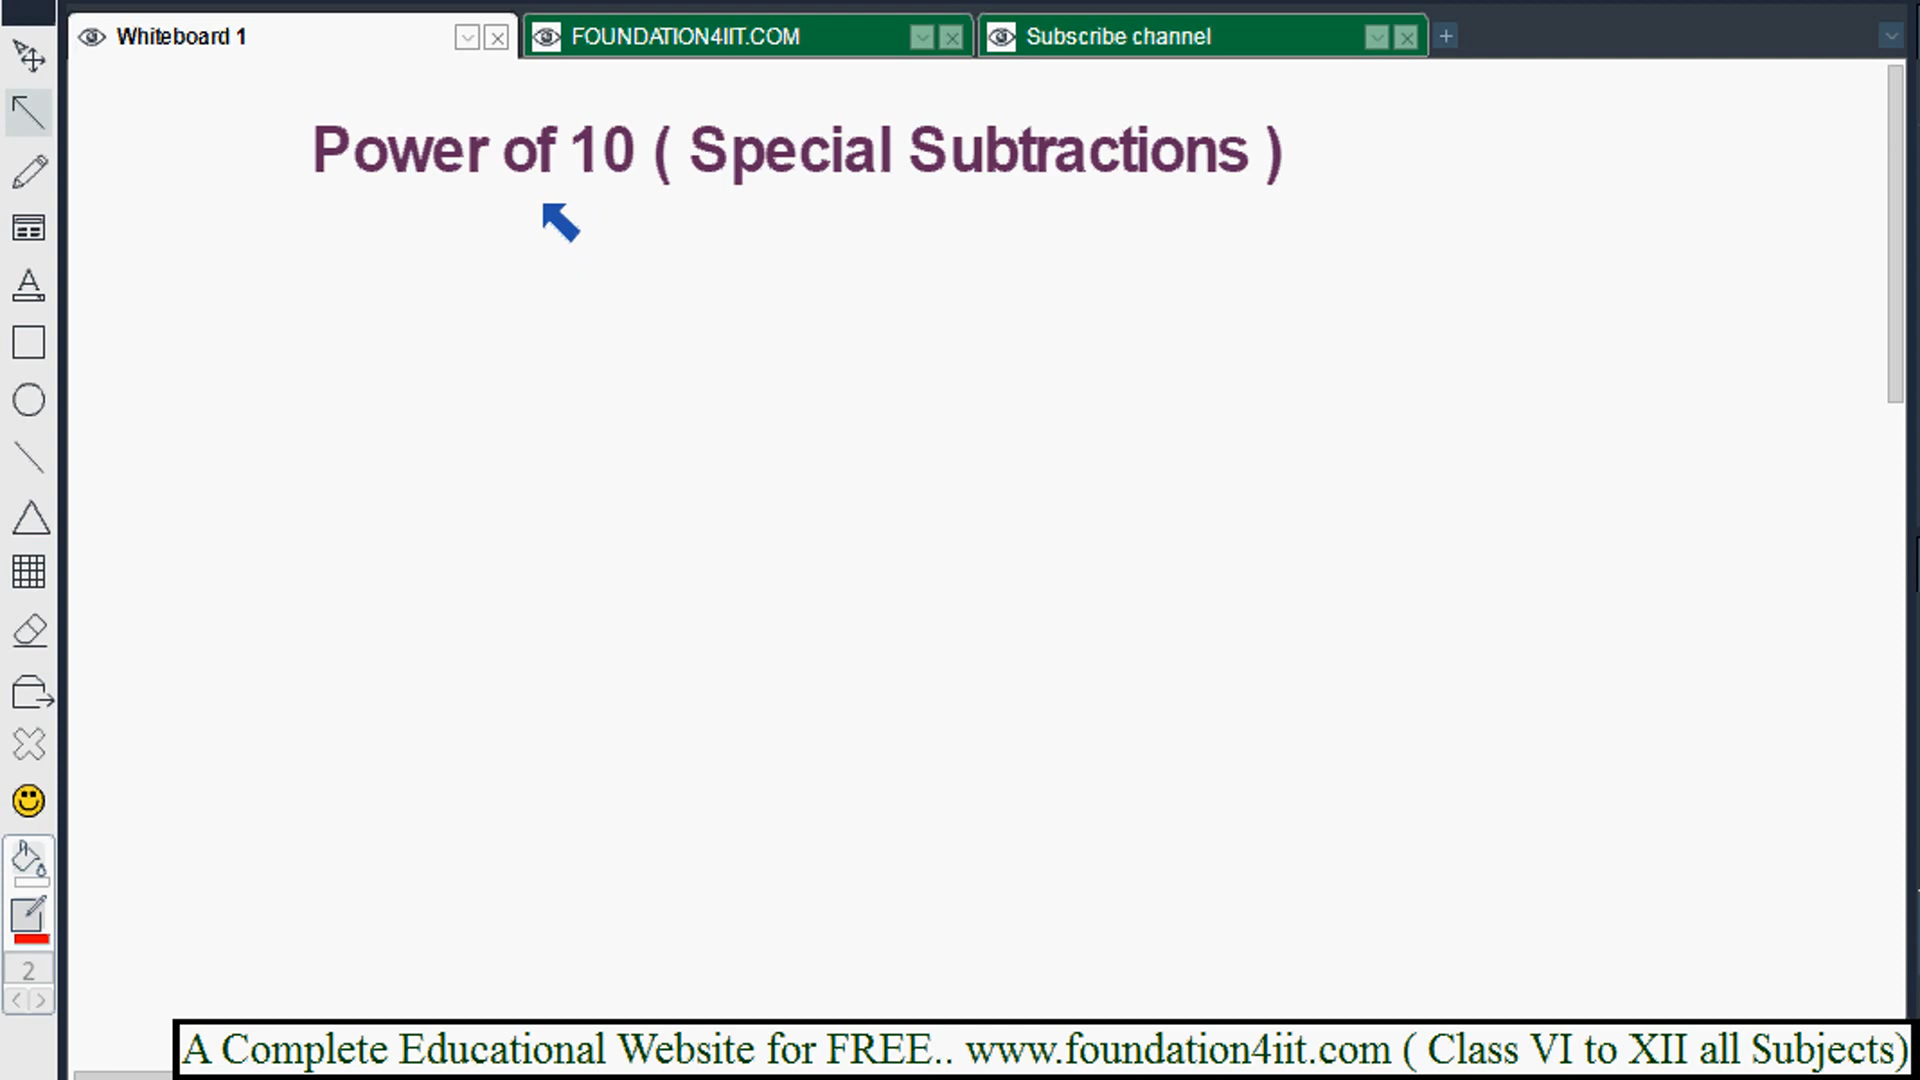 Whiteboard 1
FOUNDATION4IIT.COM
Subscribe channel
Power of 10 ( Special Subtractions )
2
A Complete Educational Website for FREE.. www.foundation4iit.com ( Class VI to XII all Subjects)